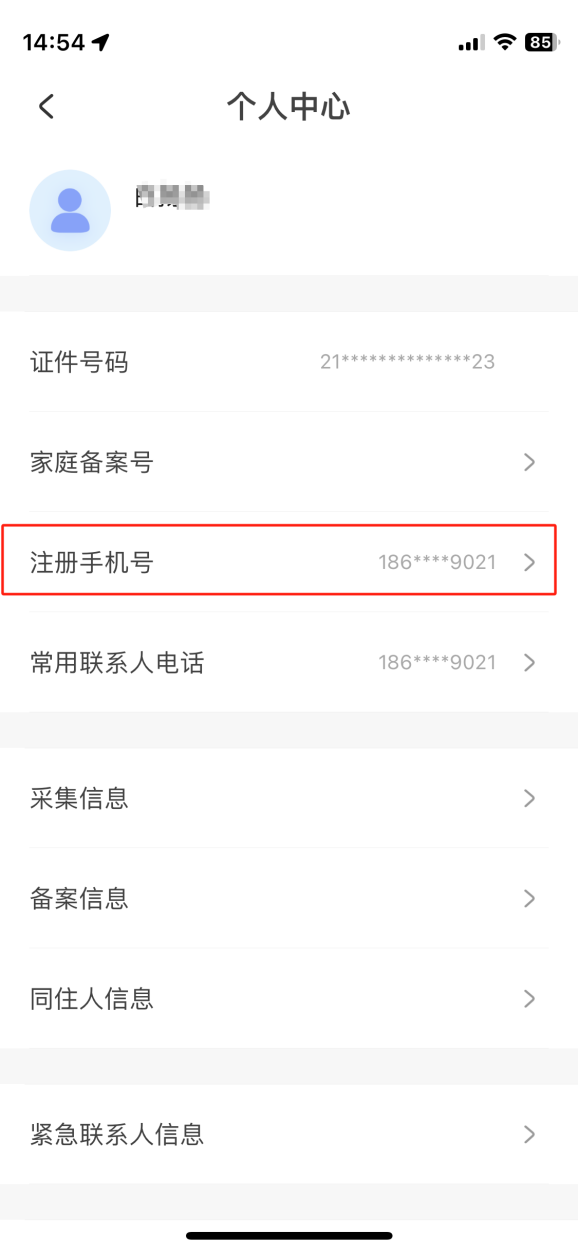 14:54
85
个人中心
证件号码 21**************23
家庭备案号
注册手机号 186****9021
常用联系人电话 186****9021
采集信息
备案信息
同住人信息
紧急联系人信息